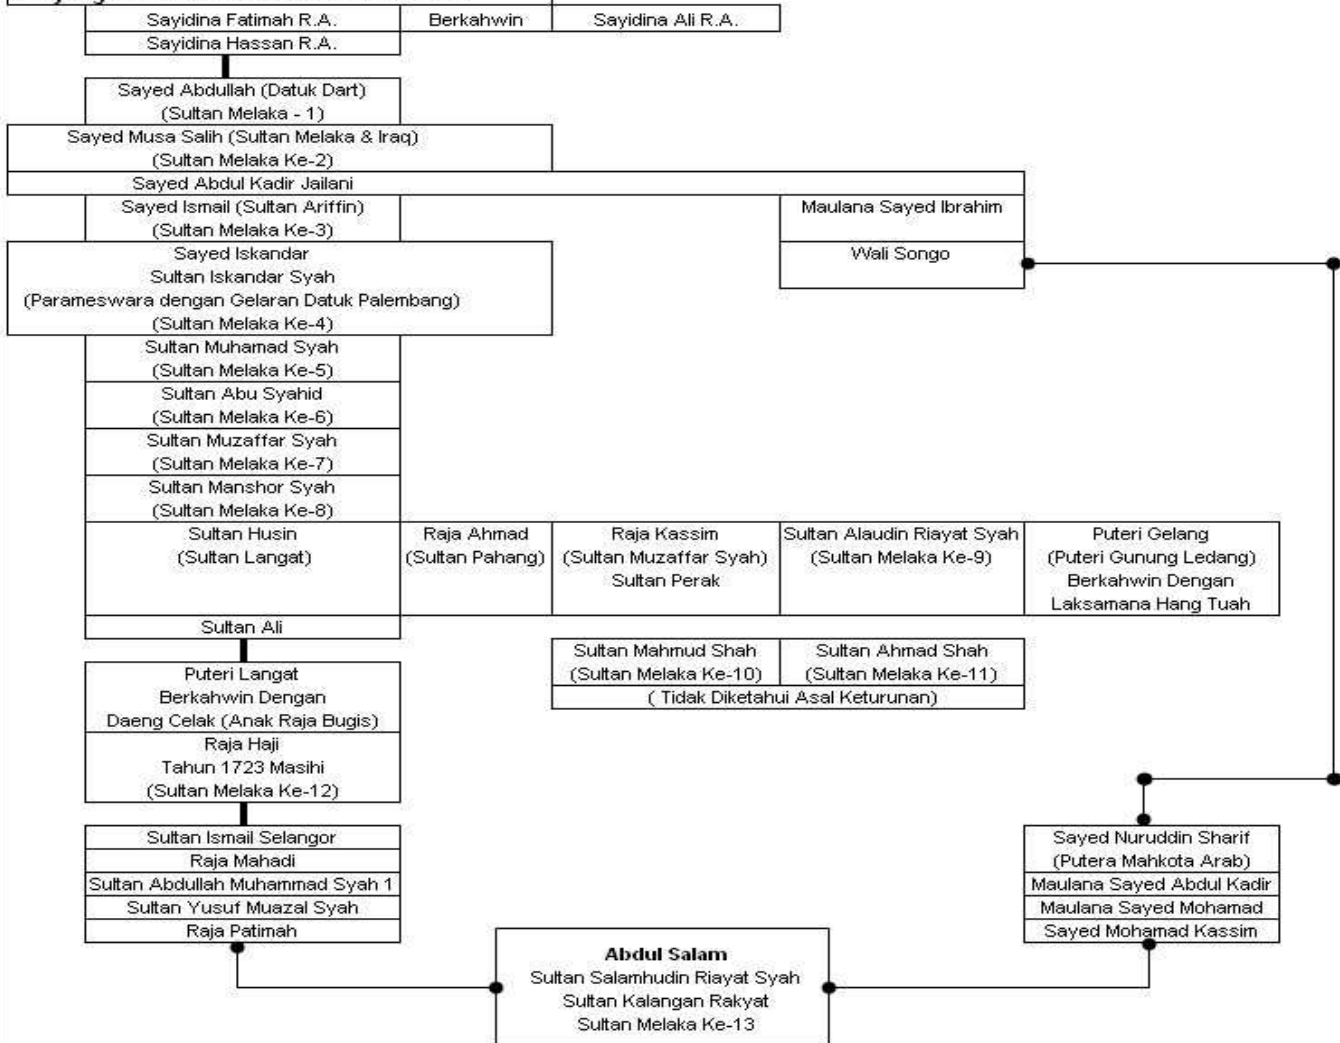 Sayidina Fatimah R.A.
Berkahwin
Sayidina Ali R.A.
Sayidina Hassan R.A.
Sayed Abdullah (Datuk Dart)
(Sultan Melaka - 1)
Sayed Musa Salih (Sultan Melaka & Iraq)
(Sultan Melaka Ke-2)
Sayed Abdul Kadir Jailani
Sayed Ismail (Sultan Ariffin)
(Sultan Melaka Ke-3)
Maulana Sayed Ibrahim
Sayed Iskandar
Sultan Iskandar Syah
(Parameswara dengan Gelaran Datuk Palembang)
(Sultan Melaka Ke-4)
Wali Songo
Sultan Muhamad Syah
(Sultan Melaka Ke-5)
Sultan Abu Syahid
(Sultan Melaka Ke-6)
Sultan Muzaffar Syah
(Sultan Melaka Ke-7)
Sultan Manshor Syah
(Sultan Melaka Ke-8)
Sultan Husin
(Sultan Langat)
Raja Ahmad
(Sultan Pahang)
Raja Kassim
(Sultan Muzaffar Syah)
Sultan Perak
Sultan Alaudin Riayat Syah
(Sultan Melaka Ke-9)
Puteri Gelang
(Puteri Gunung Ledang)
Berkahwin Dengan
Laksamana Hang Tuah
Sultan Ali
Sultan Mahmud Shah
(Sultan Melaka Ke-10)
Sultan Ahmad Shah
(Sultan Melaka Ke-11)
( Tidak Diketahui Asal Keturunan)
Puteri Langat
Berkahwin Dengan
Daeng Celak (Anak Raja Bugis)
Raja Haji
Tahun 1723 Masihi
(Sultan Melaka Ke-12)
Sultan Ismail Selangor
Raja Mahadi
Sultan Abdullah Muhammad Syah 1
Sultan Yusuf Muazal Syah
Raja Patimah
Sayed Nuruddin Sharif
(Putera Mahkota Arab)
Maulana Sayed Abdul Kadir
Maulana Sayed Mohamad
Sayed Mohamad Kassim
Abdul Salam
Sultan Salamhudin Riayat Syah
Sultan Kalangan Rakyat
Sultan Melaka Ke-13